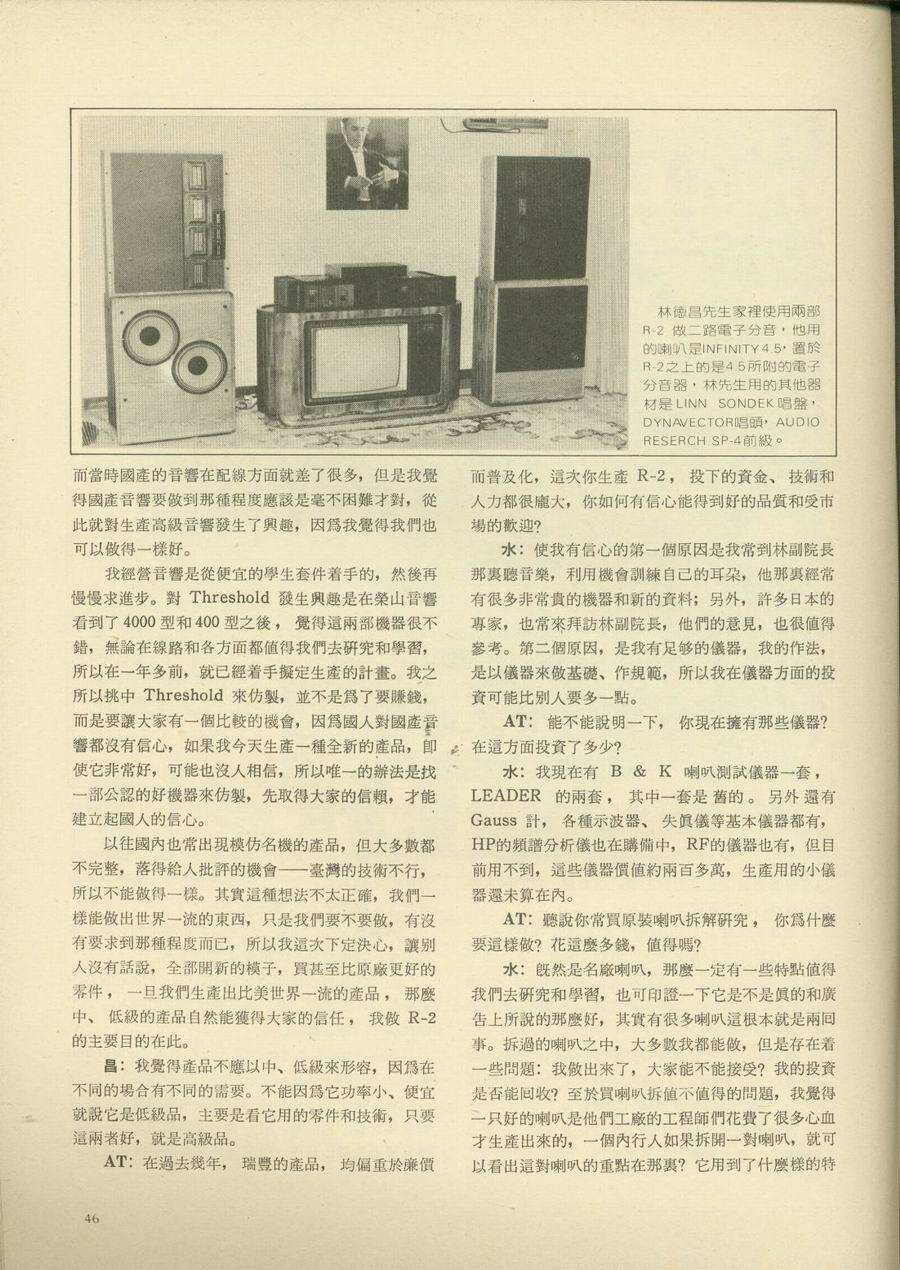 林德昌先生家裡使用兩部
R-2 做二路電子分音，他用
的喇叭是INFINITY 4.5，置於
R-2之上的是4.5所附的電子
分音器，林先生用的其他器
材是 LINN SONDEK 唱盤，
DYNAVECTOR唱頭，AUDIO
RESERCH SP-4前級。
而當時國產的音響在配線方面就差了很多，但是我覺
得國產音響要做到那種程度應該是毫不困難才對，從
此就對生產高級音響發生了興趣，因爲我覺得我們也
可以做得一樣好。
我經營音響是從便宜的學生套件着手的，然後再
慢慢求進步。對 Threshold 發生興趣是在榮山音響
看到了 4000 型和 400 型之後，覺得這兩部機器很不
錯，無論在線路和各方面都值得我們去研究和學習，
所以在一年多前，就已經着手擬定生產的計畫。我之
所以挑中 Threshold 來仿製，並不是爲了要賺錢，
而是要讓大家有一個比較的機會，因爲國人對國產音
響都沒有信心，如果我今天生產一種全新的產品，卽
使它非常好，可能也沒人相信，所以唯一的辦法是找
一部公認的好機器來仿製，先取得大家的信賴，才能
建立起國人的信心。
以往國內也常出現模仿名機的產品，但大多數都
不完整，落得給人批評的機會——臺灣的技術不行，
所以不能做得一樣。其實這種想法不太正確，我們一
樣能做出世界一流的東西，只是我們要不要做，有沒
有要求到那種程度而已，所以我這次下定決心，讓別
人沒有話說，全部開新的模子，買甚至比原廠更好的
零件，一旦我們生產出比美世界一流的產品，那麼
中、低級的產品自然能獲得大家的信任，我做 R-2
的主要目的在此。
昌：我覺得產品不應以中、低級來形容，因爲在
不同的場合有不同的需要。不能因爲它功率小、便宜
就說它是低級品，主要是看它用的零件和技術，只要
這兩者好，就是高級品。
AT：在過去幾年，瑞豐的產品，均偏重於廉價
而普及化，這次你生產 R-2，投下的資金、技術和
人力都很龐大，你如何有信心能得到好的品質和受市
場的歡迎?
水：使我有信心的第一個原因是我常到林副院長
那裏聽音樂，利用機會訓練自己的耳朶，他那裏經常
有很多非常貴的機器和新的資料；另外，許多日本的
專家，也常來拜訪林副院長，他們的意見，也很值得
參考。第二個原因，是我有足够的儀器，我的作法，
是以儀器來做基礎、作規範，所以我在儀器方面的投
資可能比別人要多一點。
AT：能不能說明一下，你現在擁有那些儀器?
在這方面投資了多少?
水：我現在有 B & K 喇叭測試儀器一套，
LEADER 的兩套，其中一套是舊的。另外還有
Gauss 計，各種示波器、失眞儀等基本儀器都有，
HP的頻譜分析儀也在購備中，RF的儀器也有，但目
前用不到，這些儀器價值約兩百多萬，生產用的小儀
器還未算在內。
AT：聽說你常買原裝喇叭拆解研究，你爲什麼
要這樣做? 花這麼多錢，值得嗎?
水：旣然是名廠喇叭，那麼一定有一些特點值得
我們去研究和學習，也可印證一下它是不是眞的和廣
告上所說的那麼好，其實有很多喇叭這根本就是兩回
事。拆過的喇叭之中，大多數我都能做，但是存在着
一些問題：我做出來了，大家能不能接受? 我的投資
是否能回收? 至於買喇叭拆值不值得的問題，我覺得
一只好的喇叭是他們工廠的工程師們花費了很多心血
才生產出來的，一個內行人如果拆開一對喇叭，就可
以看出這對喇叭的重點在那裏? 它用到了什麼樣的特
46